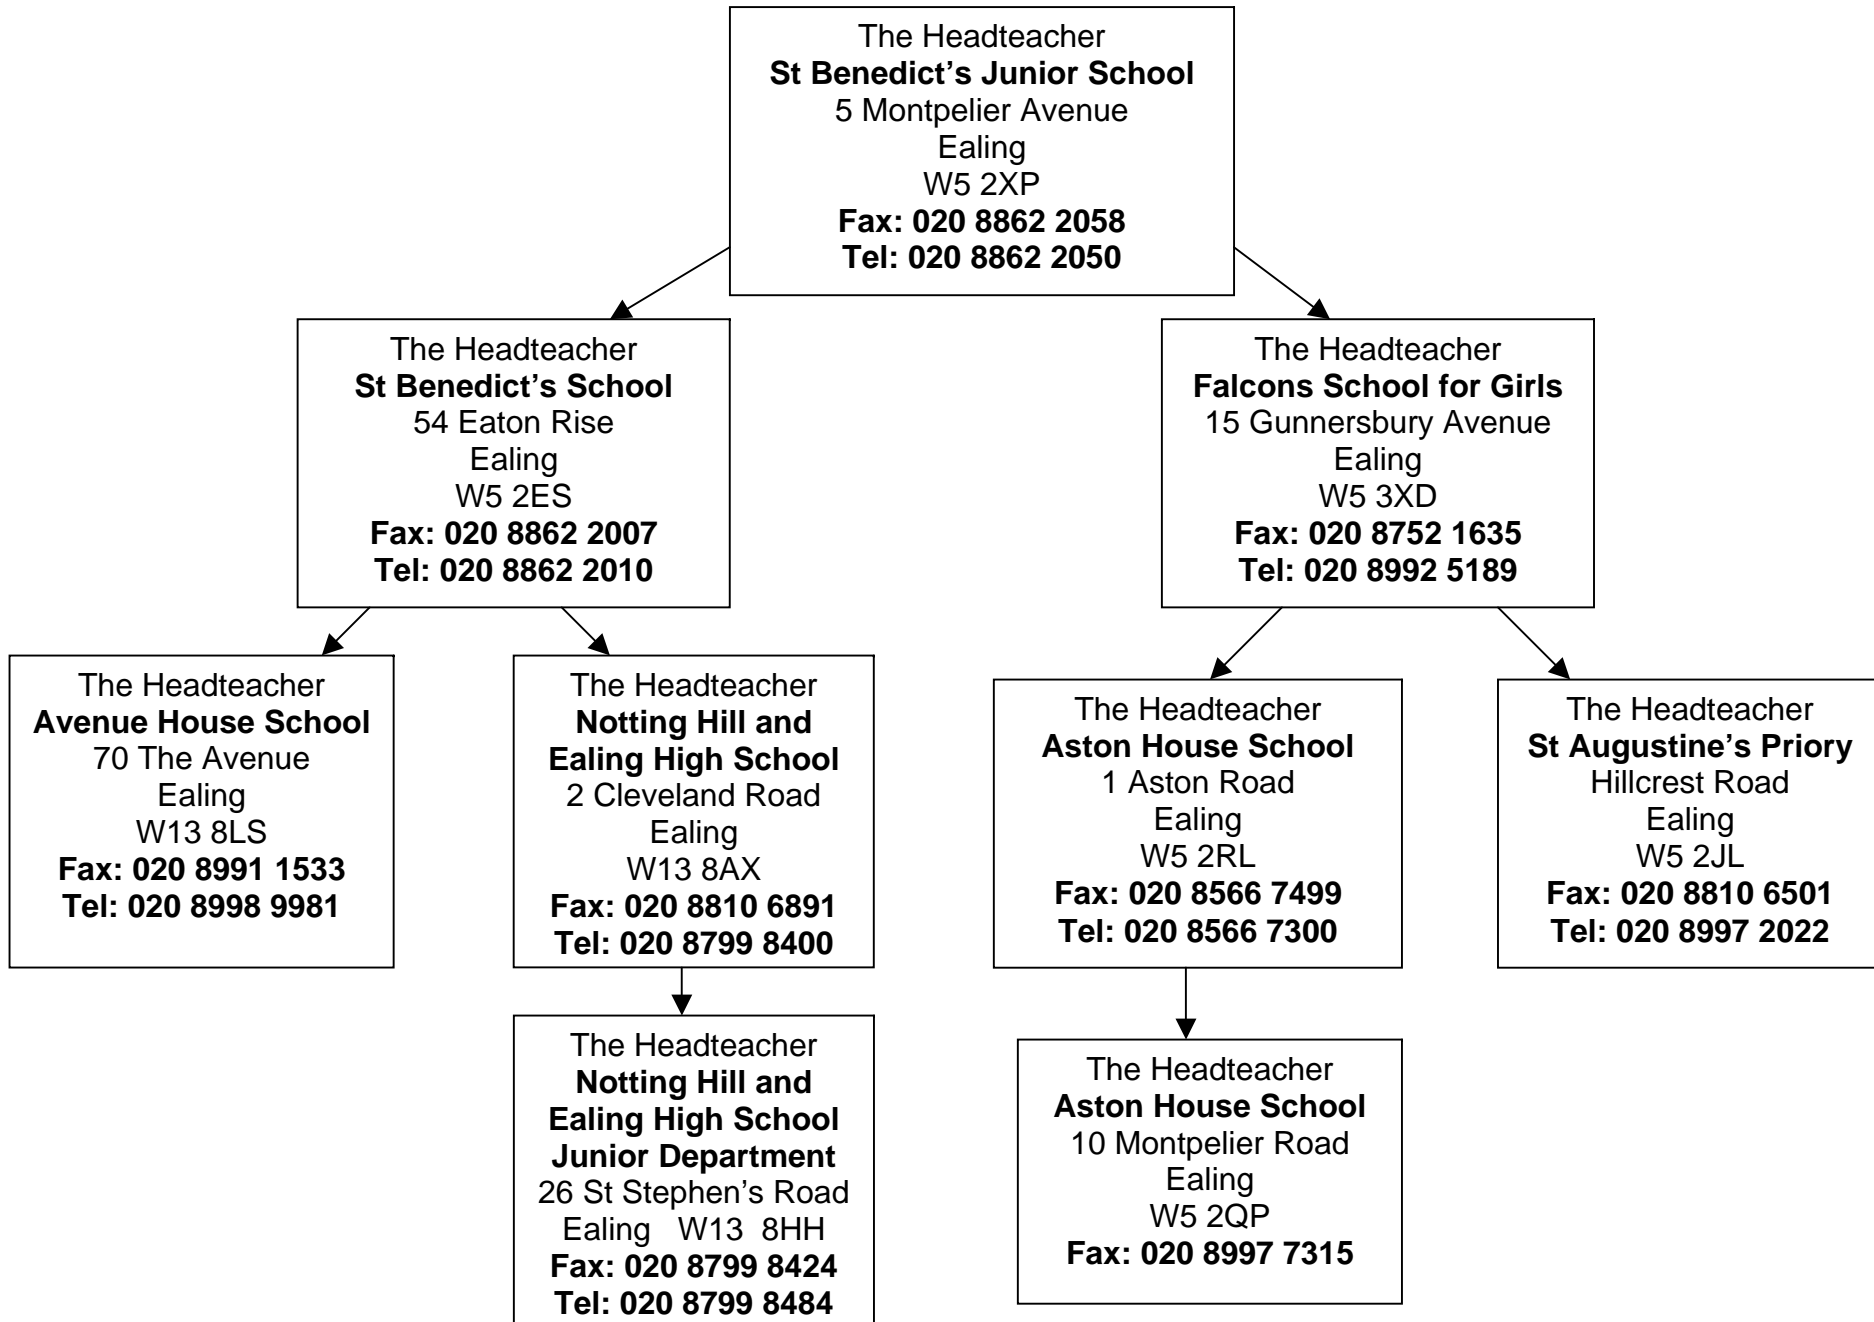 The Headteacher
St Benedict's Junior School
5 Montpelier Avenue
Ealing
W5 2XP
Fax: 020 8862 2058
Tel: 020 8862 2050
The Headteacher
St Benedict's School
54 Eaton Rise
Ealing
W5 2ES
Fax: 020 8862 2007
Tel: 020 8862 2010
The Headteacher
Falcons School for Girls
15 Gunnersbury Avenue
Ealing
W5 3XD
Fax: 020 8752 1635
Tel: 020 8992 5189
The Headteacher
Avenue House School
70 The Avenue
Ealing
W13 8LS
Fax: 020 8991 1533
Tel: 020 8998 9981
The Headteacher
Notting Hill and
Ealing High School
2 Cleveland Road
Ealing
W13 8AX
Fax: 020 8810 6891
Tel: 020 8799 8400
The Headteacher
Aston House School
1 Aston Road
Ealing
W5 2RL
Fax: 020 8566 7499
Tel: 020 8566 7300
The Headteacher
St Augustine's Priory
Hillcrest Road
Ealing
W5 2JL
Fax: 020 8810 6501
Tel: 020 8997 2022
The Headteacher
Notting Hill and
Ealing High School
Junior Department
26 St Stephen's Road
Ealing W13 8HH
Fax: 020 8799 8424
Tel: 020 8799 8484
The Headteacher
Aston House School
10 Montpelier Road
Ealing
W5 2QP
Fax: 020 8997 7315